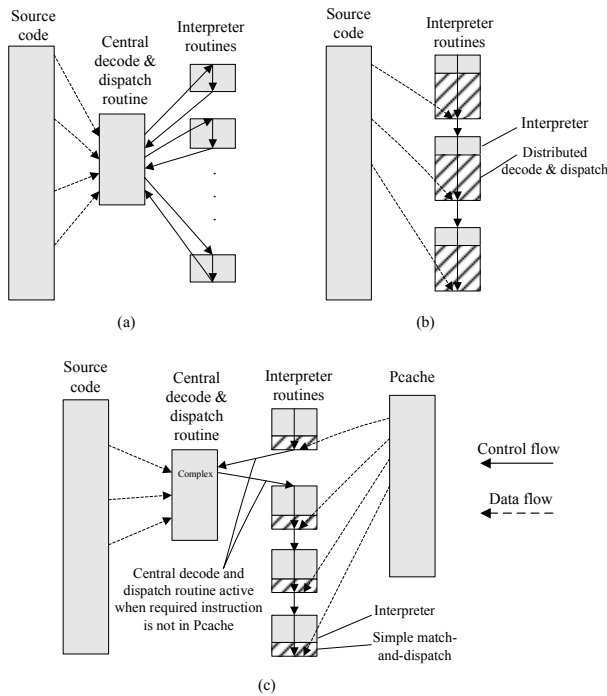 Source
code
Central
decode &
dispatch
routine
Interpreter
routines
.
.
.
.
(a)
Source
code
Interpreter
routines
Interpreter
Distributed
decode & dispatch
(b)
Source
code
Central
decode &
dispatch
routine
Complex
Interpreter
routines
Pcache
Control flow
Data flow
Central decode and
dispatch routine active
when required instruction
is not in Pcache
Interpreter
Simple match-
and-dispatch
(c)